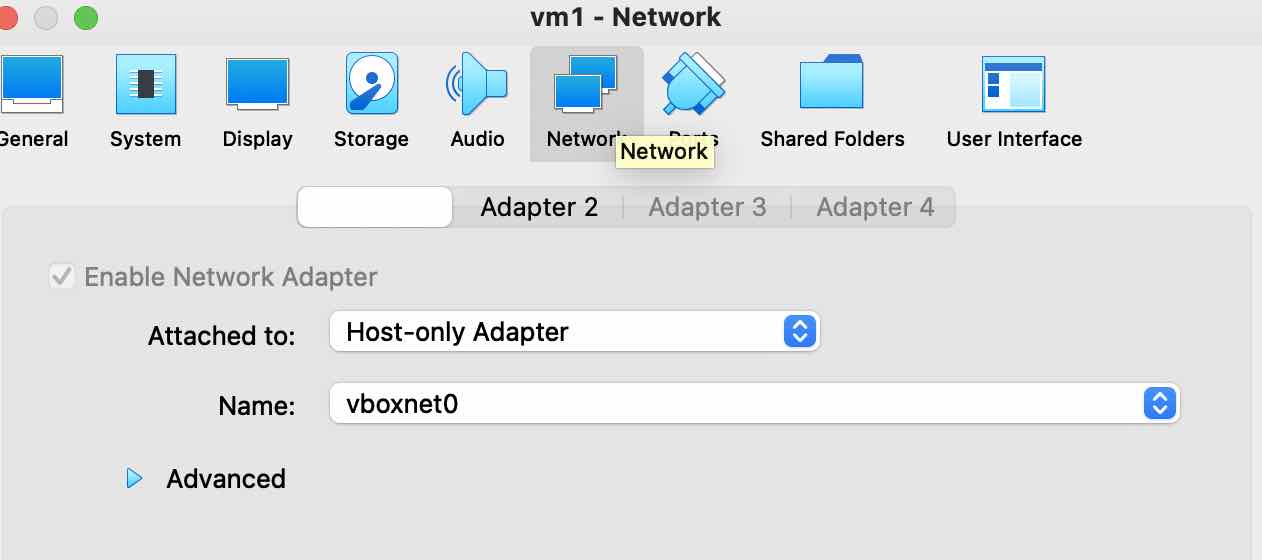 vm1 - Network
General System Display Storage Audio Network Ports Shared Folders User Interface
Network
Adapter 2 Adapter 3 Adapter 4
Enable Network Adapter
Attached to: Host-only Adapter
Name: vboxnet0
Advanced